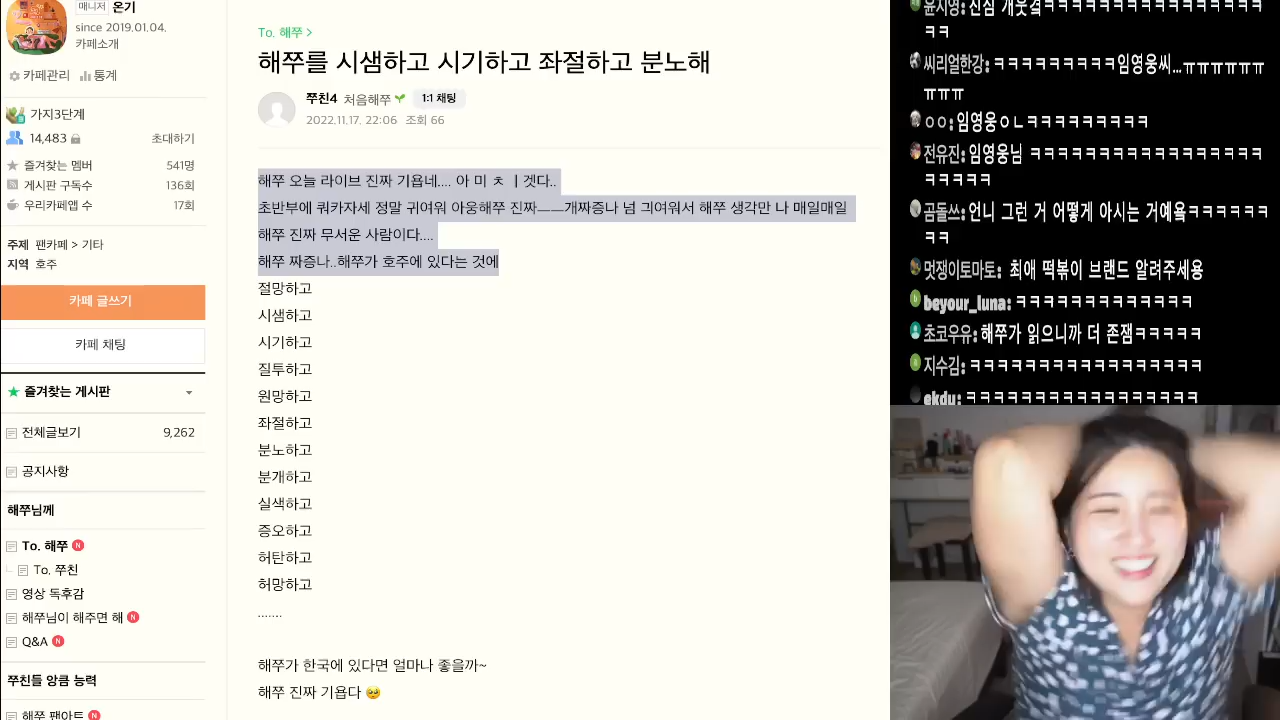 매니저 온기
since 2019.01.04.
카페소개
카페관리 통계
가지3단계
14,483 초대하기
즐겨찾는 멤버 541명
게시판 구독수 136회
우리카페앱 수 17회
주제 팬카페 > 기타
지역 호주
카페 글쓰기
카페 채팅
즐겨찾는 게시판
전체글보기 9,262
공지사항
해쭈님께
To. 해쭈 N
To. 쭈친
영상 독후감
해쭈님이 해주면 해 N
Q&A N
쭈친들 앙큼 능력
해쭈 팬아트 N
To. 해쭈 >
해쭈를 시샘하고 시기하고 좌절하고 분노해
쭈친4 처음해쭈 1:1 채팅
2022.11.17. 22:06 조회 66
해쭈 오늘 라이브 진짜 기욥네.... 아 미 ㅊ ㅣ겟다..
초반부에 쿼카자세 정말 귀여워 아웅해쭈 진짜ㅡㅡ개짜증나 넘 긔여워서 해쭈 생각만 나 매일매일
해쭈 진짜 무서운 사람이다....
해쭈 짜증나..해쭈가 호주에 있다는 것에
절망하고
시샘하고
시기하고
질투하고
원망하고
좌절하고
분노하고
분개하고
실색하고
증오하고
허탄하고
허망하고
.......
해쭈가 한국에 있다면 얼마나 좋을까~
해쭈 진짜 기욥다 🥺
윤지영: 진심 개웃겨ㅋㅋㅋㅋㅋㅋㅋㅋㅋㅋㅋㅋㅋㅋ
ㅋㅋ
씨리얼한강: ㅋㅋㅋㅋㅋㅋㅋㅋㅋ임영웅씨...ㅠㅠㅠㅠㅠㅠ
ㅠㅠㅠ
ㅇㅇ: 임영웅ㅇㄴㅋㅋㅋㅋㅋㅋㅋㅋㅋ
전유진: 임영웅님 ㅋㅋㅋㅋㅋㅋㅋㅋㅋㅋㅋㅋㅋ
ㅋㅋㅋㅋㅋ
곰돌쓰: 언니 그런 거 어떻게 아시는 거예욬ㅋㅋㅋㅋㅋ
ㅋㅋ
멋쟁이토마토: 최애 떡볶이 브랜드 알려주세용
beyour_luna: ㅋㅋㅋㅋㅋㅋㅋㅋㅋㅋㅋㅋㅋ
초코우유: 해쭈가 읽으니까 더 존잼ㅋㅋㅋㅋㅋ
지수김: ㅋㅋㅋㅋㅋㅋㅋㅋㅋㅋㅋㅋㅋ
ekdu: ㅋㅋㅋㅋㅋㅋㅋㅋㅋㅋㅋㅋㅋ